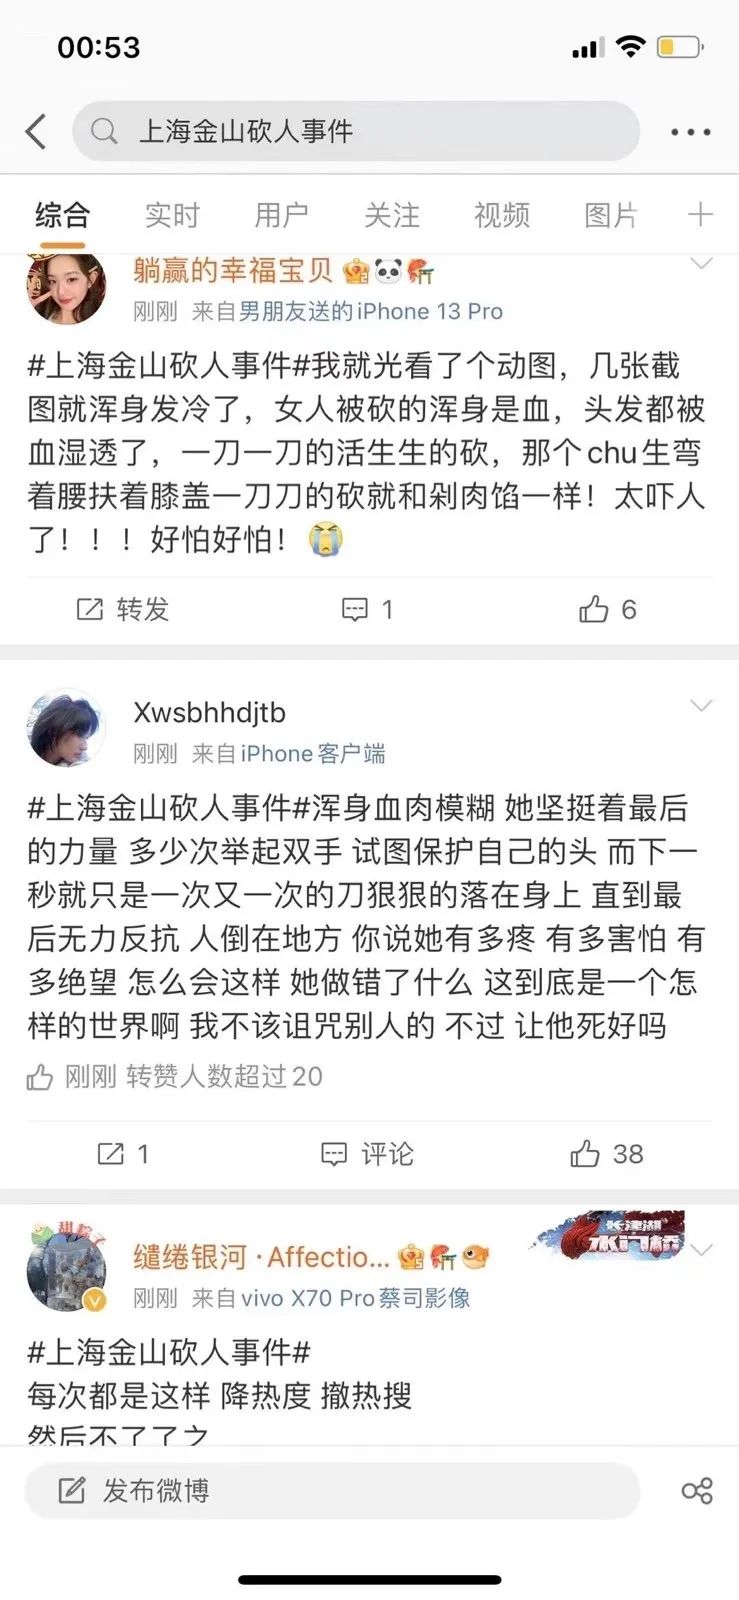 00:53
上海金山砍人事件
综合 实时 用户 关注 视频 图片
躺赢的幸福宝贝
刚刚 来自男朋友送的iPhone 13 Pro
#上海金山砍人事件#我就光看了个动图，几张截
图就浑身发冷了，女人被砍的浑身是血，头发都被
血湿透了，一刀一刀的活生生的砍，那个chu生弯
着腰扶着膝盖一刀刀的砍就和剁肉馅一样！太吓人
了！！！好怕好怕！
转发 1 6
Xwsbhhdjtb
刚刚 来自iPhone客户端
#上海金山砍人事件#浑身血肉模糊 她坚挺着最后
的力量 多少次举起双手 试图保护自己的头 而下一
秒就只是一次又一次的刀狠狠的落在身上 直到最
后无力反抗 人倒在地方 你说她有多疼 有多害怕 有
多绝望 怎么会这样 她做错了什么 这到底是一个怎
样的世界啊 我不该诅咒别人的 不过 让他死好吗
刚刚 转赞人数超过20
1 评论 38
甜粽子
缱绻银河·Affectio...
长津湖
水门桥
刚刚 来自vivo X70 Pro蔡司影像
#上海金山砍人事件#
每次都是这样 降热度 撤热搜
然后不了了之
发布微博